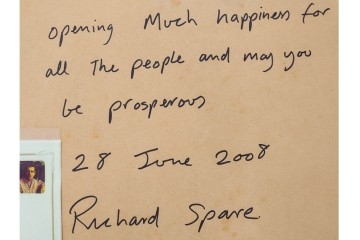 opening Much happiness for
all The people and may you
be prosperous
28 June 2008
Richard Spare